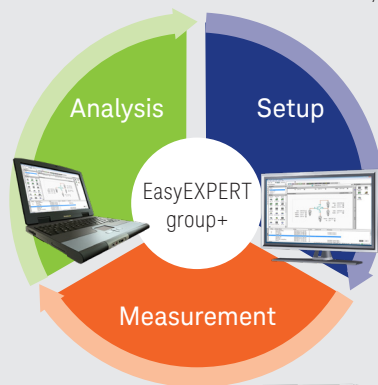 Analysis
Setup
EasyEXPERT
group+
Measurement